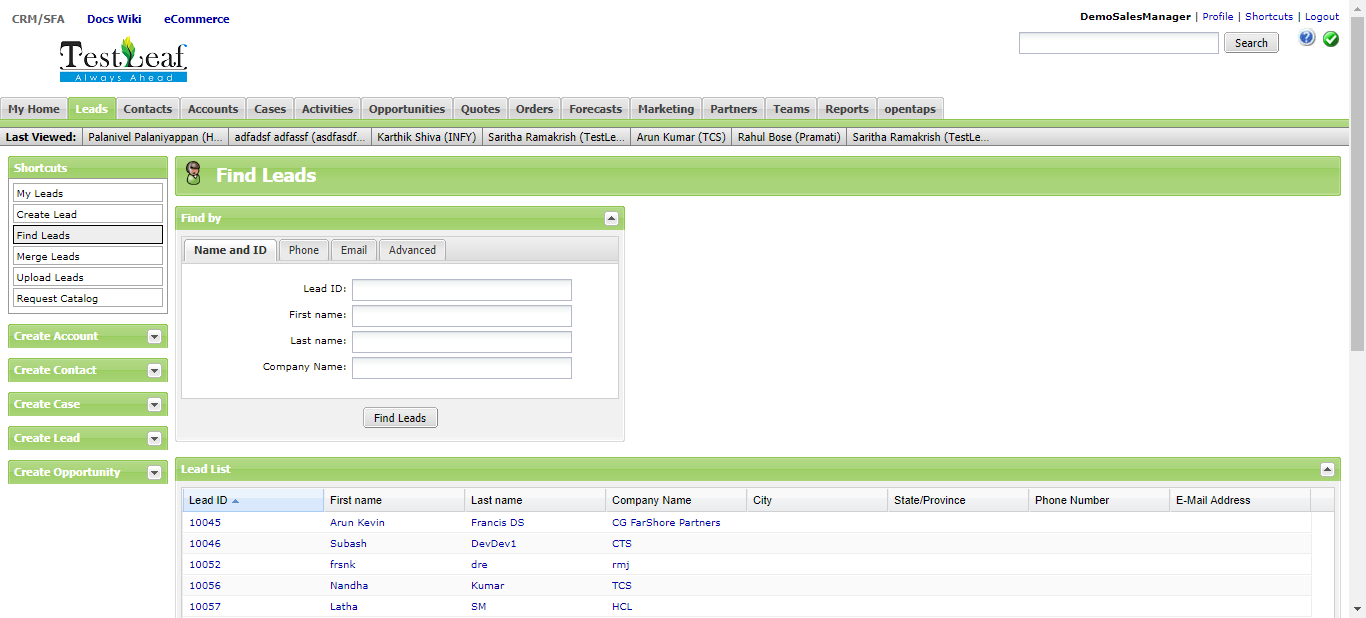 CRM/SFA Docs Wiki eCommerce
DemoSalesManager | Profile | Shortcuts | Logout
TestLeaf
Always Ahead
Search
My Home Leads Contacts Accounts Cases Activities Opportunities Quotes Orders Forecasts Marketing Partners Teams Reports opentaps
Last Viewed: Palanivel Palaniyappan (H... adfadsf adfassf (asdfasdf... Karthik Shiva (INFY) Saritha Ramakrish (TestLe... Arun Kumar (TCS) Rahul Bose (Pramati) Saritha Ramakrish (TestLe...
Shortcuts
My Leads
Create Lead
Find Leads
Merge Leads
Upload Leads
Request Catalog
Create Account
Create Contact
Create Case
Create Lead
Create Opportunity
Find Leads
Find by
Name and ID Phone Email Advanced
Lead ID:
First name:
Last name:
Company Name:
Find Leads
Lead List
Lead ID First name Last name Company Name City State/Province Phone Number E-Mail Address
10045 Arun Kevin Francis DS CG FarShore Partners
10046 Subash DevDev1 CTS
10052 frsnk dre rmj
10056 Nandha Kumar TCS
10057 Latha SM HCL